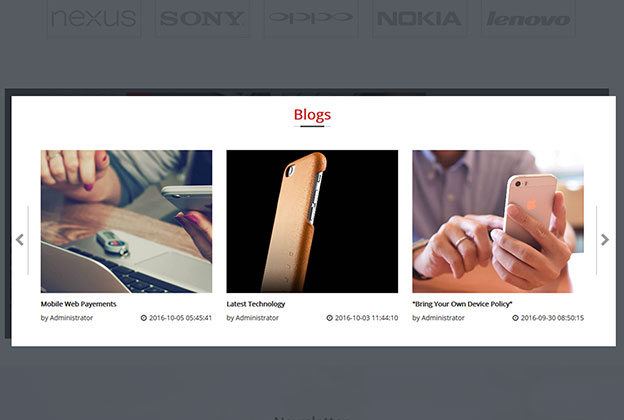 nexus
SONY
oppo
NOKIA
lenovo
Blogs
Mobile Web Payements
by Administrator
2016-10-05 05:45:41
Latest Technology
by Administrator
2016-10-03 11:44:10
"Bring Your Own Device Policy"
by Administrator
2016-09-30 08:50:15